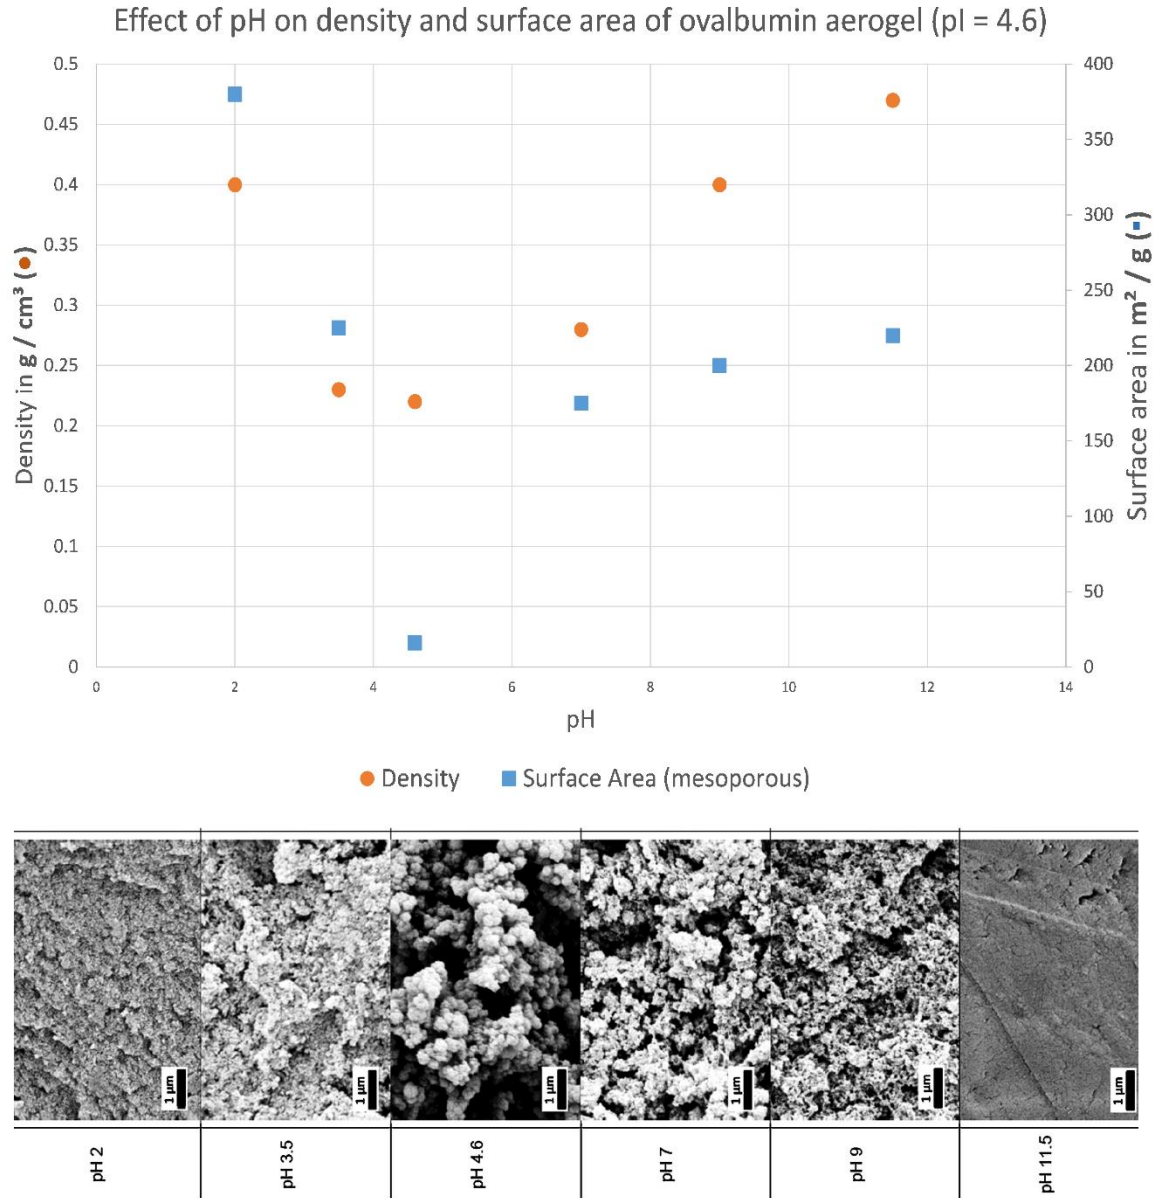 Effect of pH on density and surface area of ovalbumin aerogel (pI = 4.6)
0.5
0.45
0.4
0.35
0.3
0.25
0.2
0.15
0.1
0.05
0
Density in g / cm³ (●)
400
350
300
250
200
150
100
50
0
Surface area in m² / g (■)
0 2 4 6 8 10 12 14
pH
Density Surface Area (mesoporous)
1 µm 1 µm 1 µm 1 µm 1 µm 1 µm
pH 2 pH 3.5 pH 4.6 pH 7 pH 9 pH 11.5